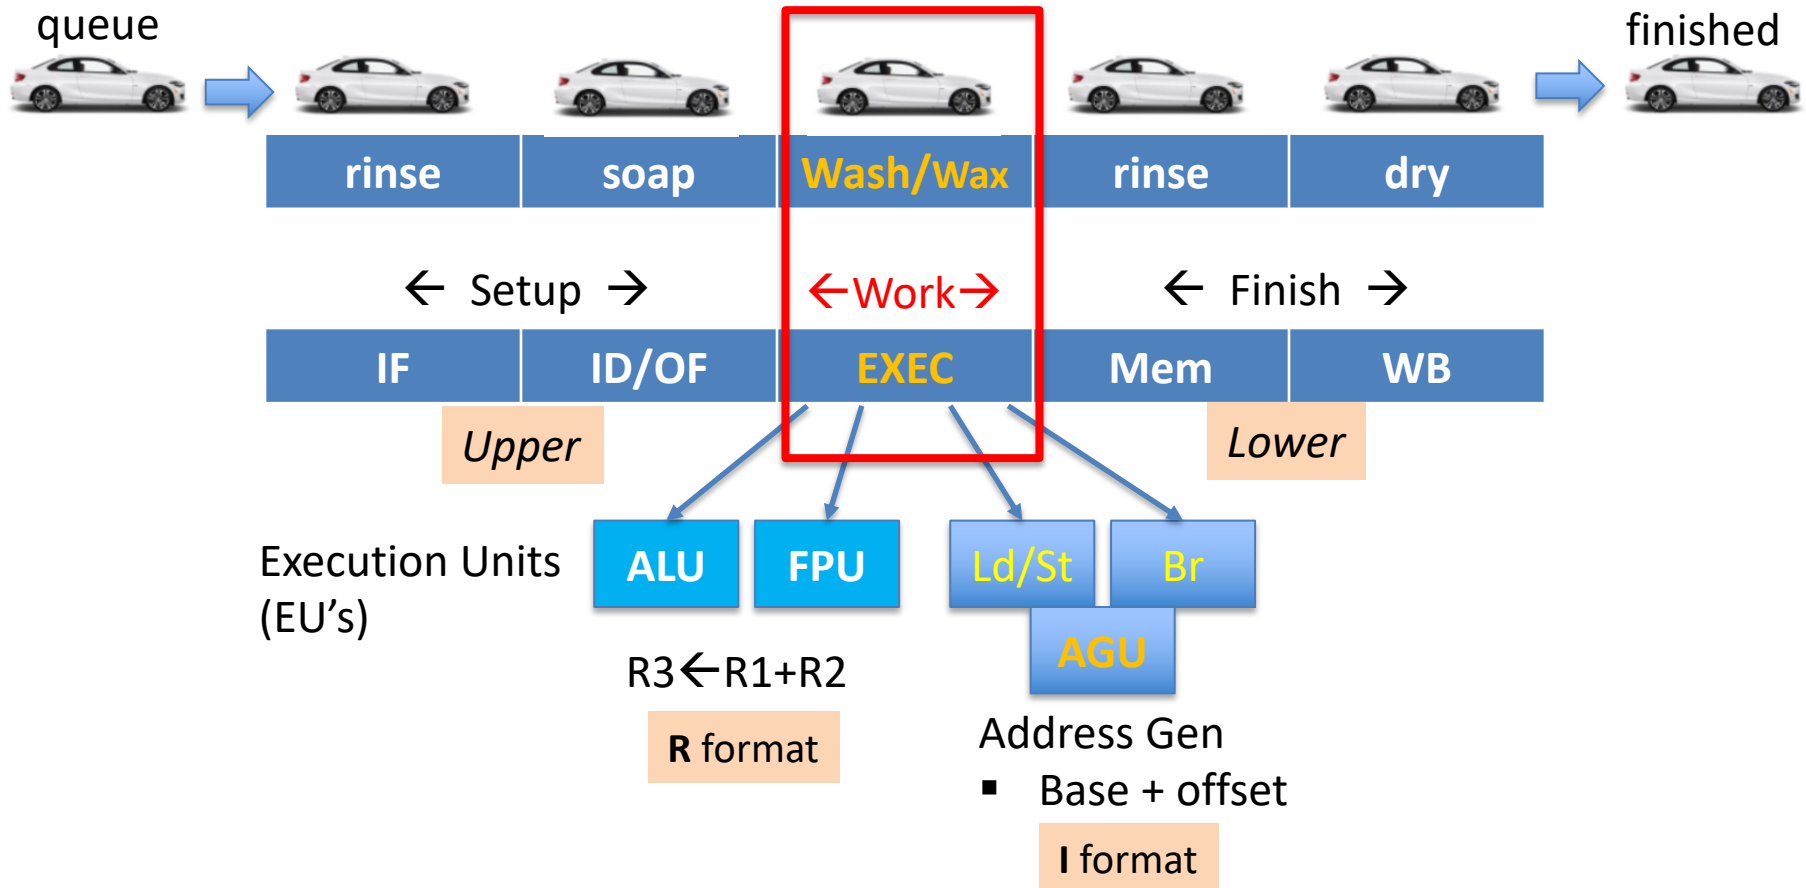 queue
finished
rinse
soap
Wash/Wax
rinse
dry
← Setup →
←Work→
← Finish →
IF
ID/OF
EXEC
Mem
WB
Upper
Lower
Execution Units
(EU's)
ALU
FPU
Ld/St
Br
AGU
R3←R1+R2
R format
Address Gen
▪ Base + offset
I format